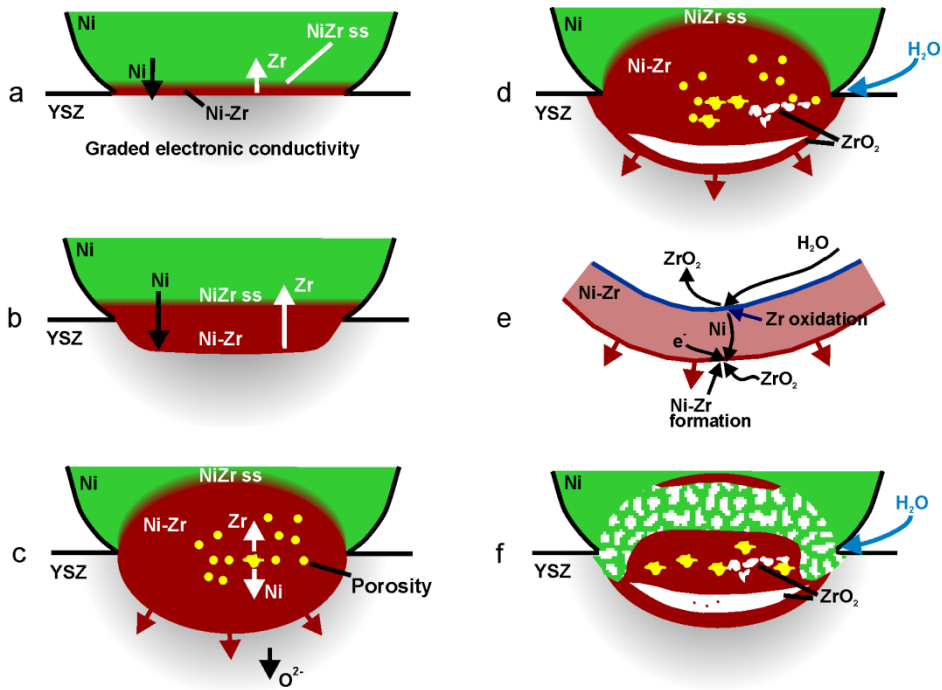 a
Ni
NiZr ss
Zr
Ni
Ni-Zr
YSZ
Graded electronic conductivity
b
Ni
Ni
Zr
NiZr ss
Ni-Zr
YSZ
c
Ni
NiZr ss
Ni-Zr
Zr
Ni
Porosity
YSZ
O²⁻
d
Ni
NiZr ss
Ni-Zr
H₂O
YSZ
ZrO₂
e
H₂O
ZrO₂
Ni-Zr
Zr oxidation
Ni
e⁻
ZrO₂
Ni-Zr
formation
f
Ni
H₂O
YSZ
ZrO₂